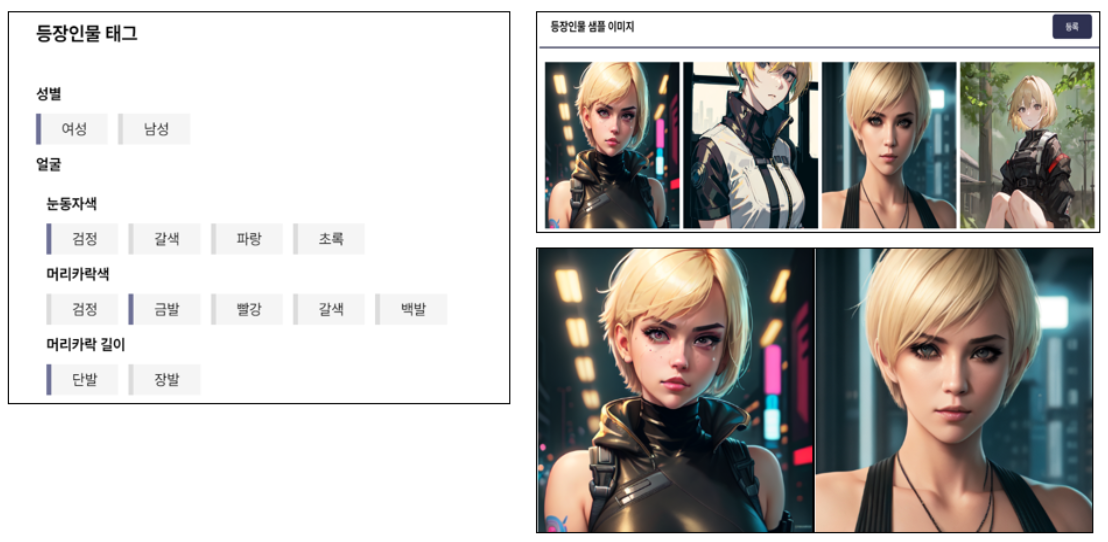 등장인물 태그
성별
여성 남성
얼굴
눈동자색
검정 갈색 파랑 초록
머리카락색
검정 금발 빨강 갈색 백발
머리카락 길이
단발 장발
등장인물 샘플 이미지
등록